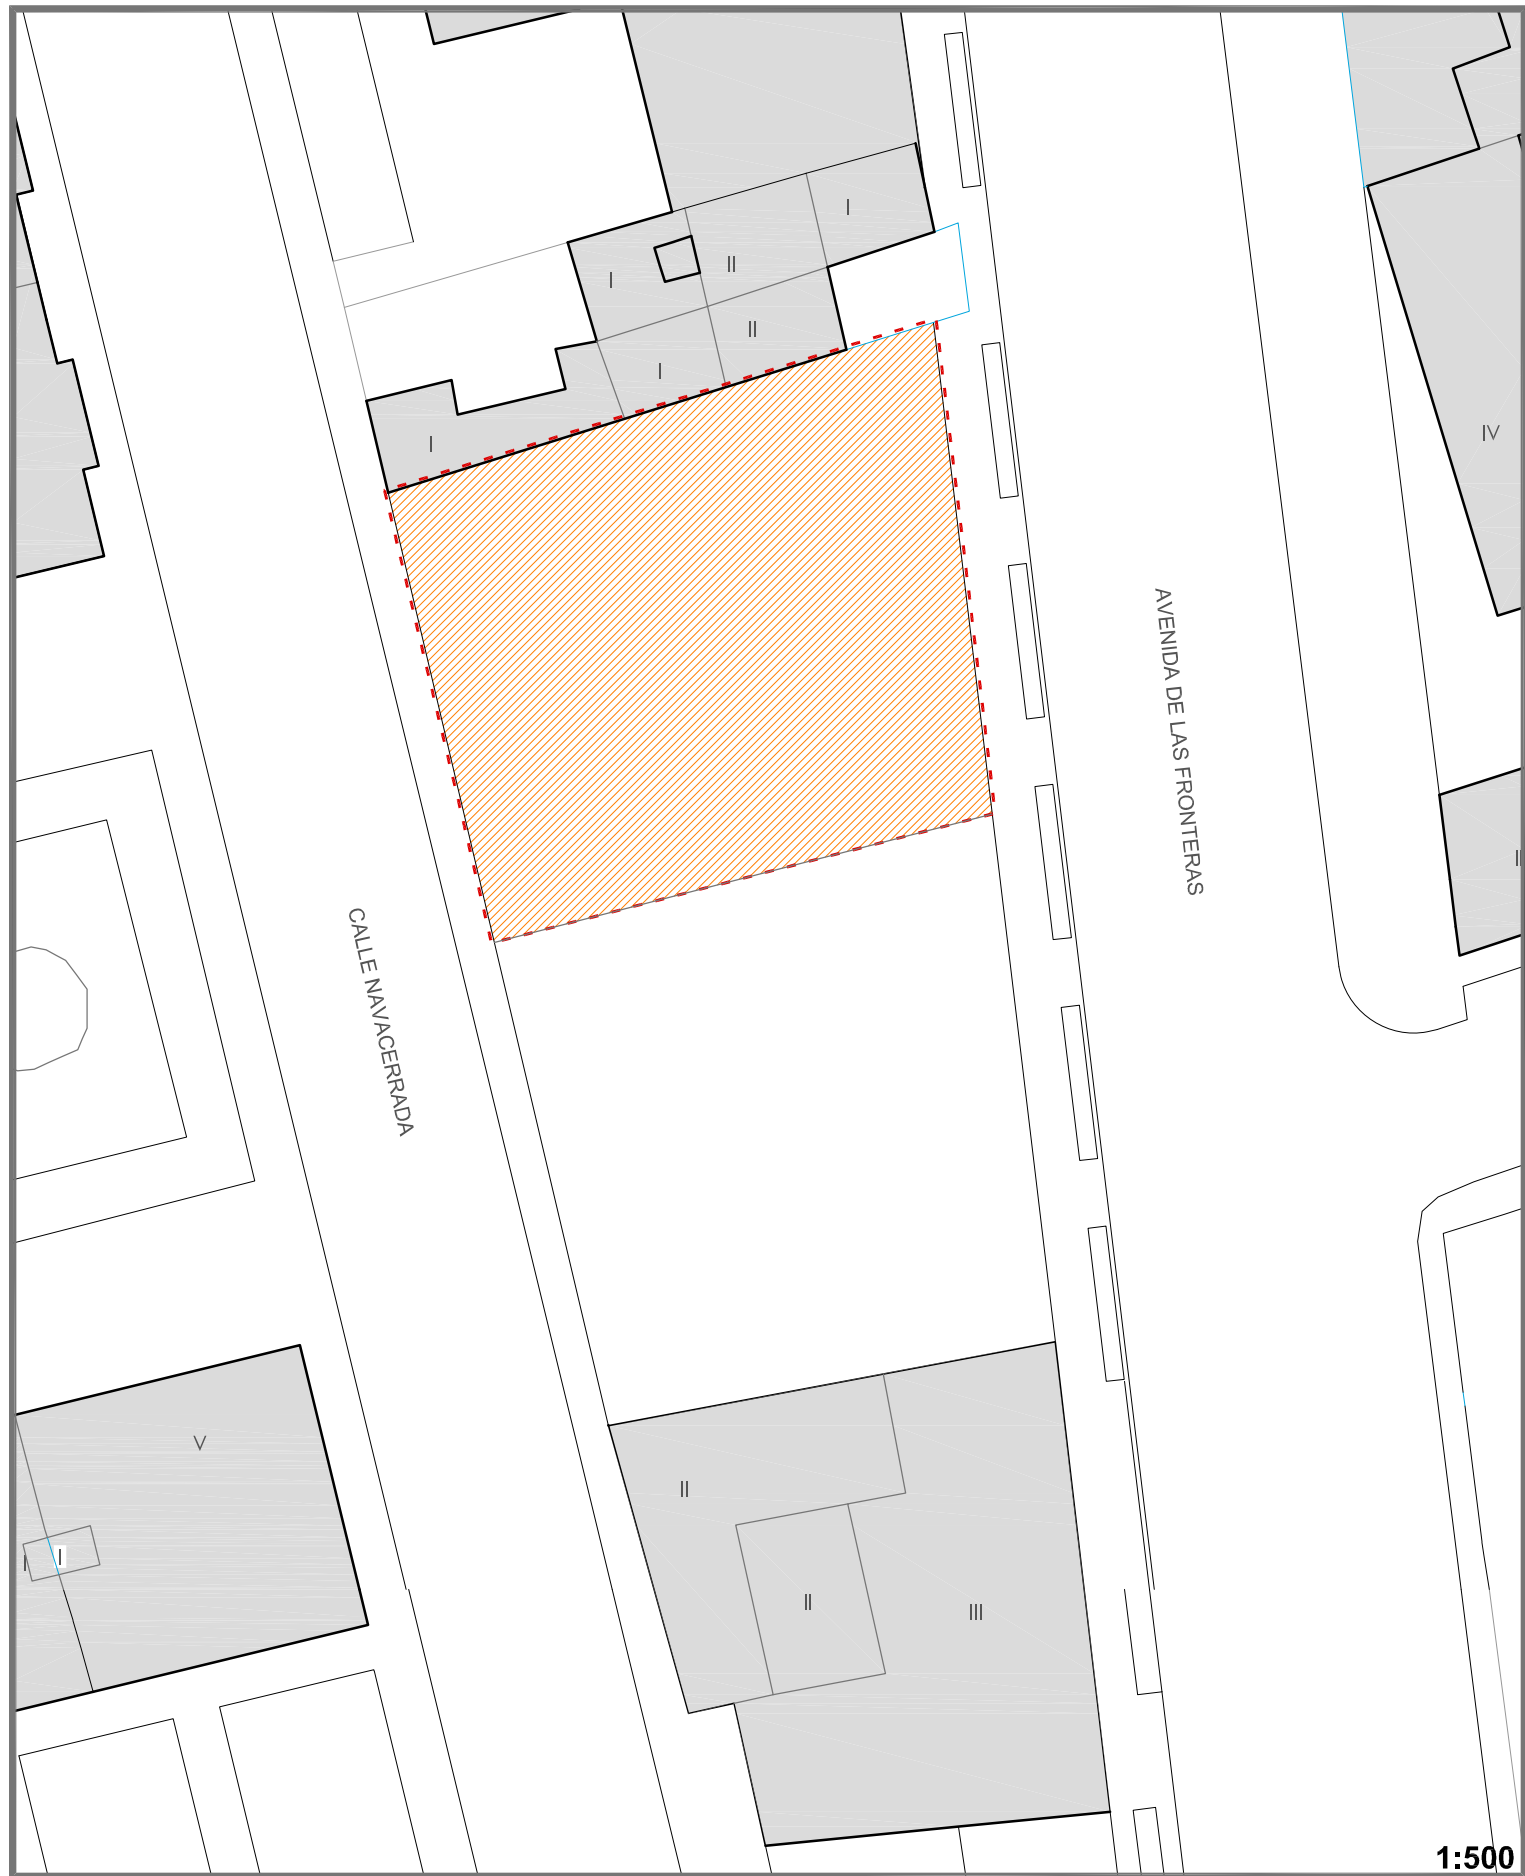 I
II
I
II
I
I
IV
AVENIDA DE LAS FRONTERAS
II
CALLE NAVACERRADA
V
II
I
I
II
III
1:500